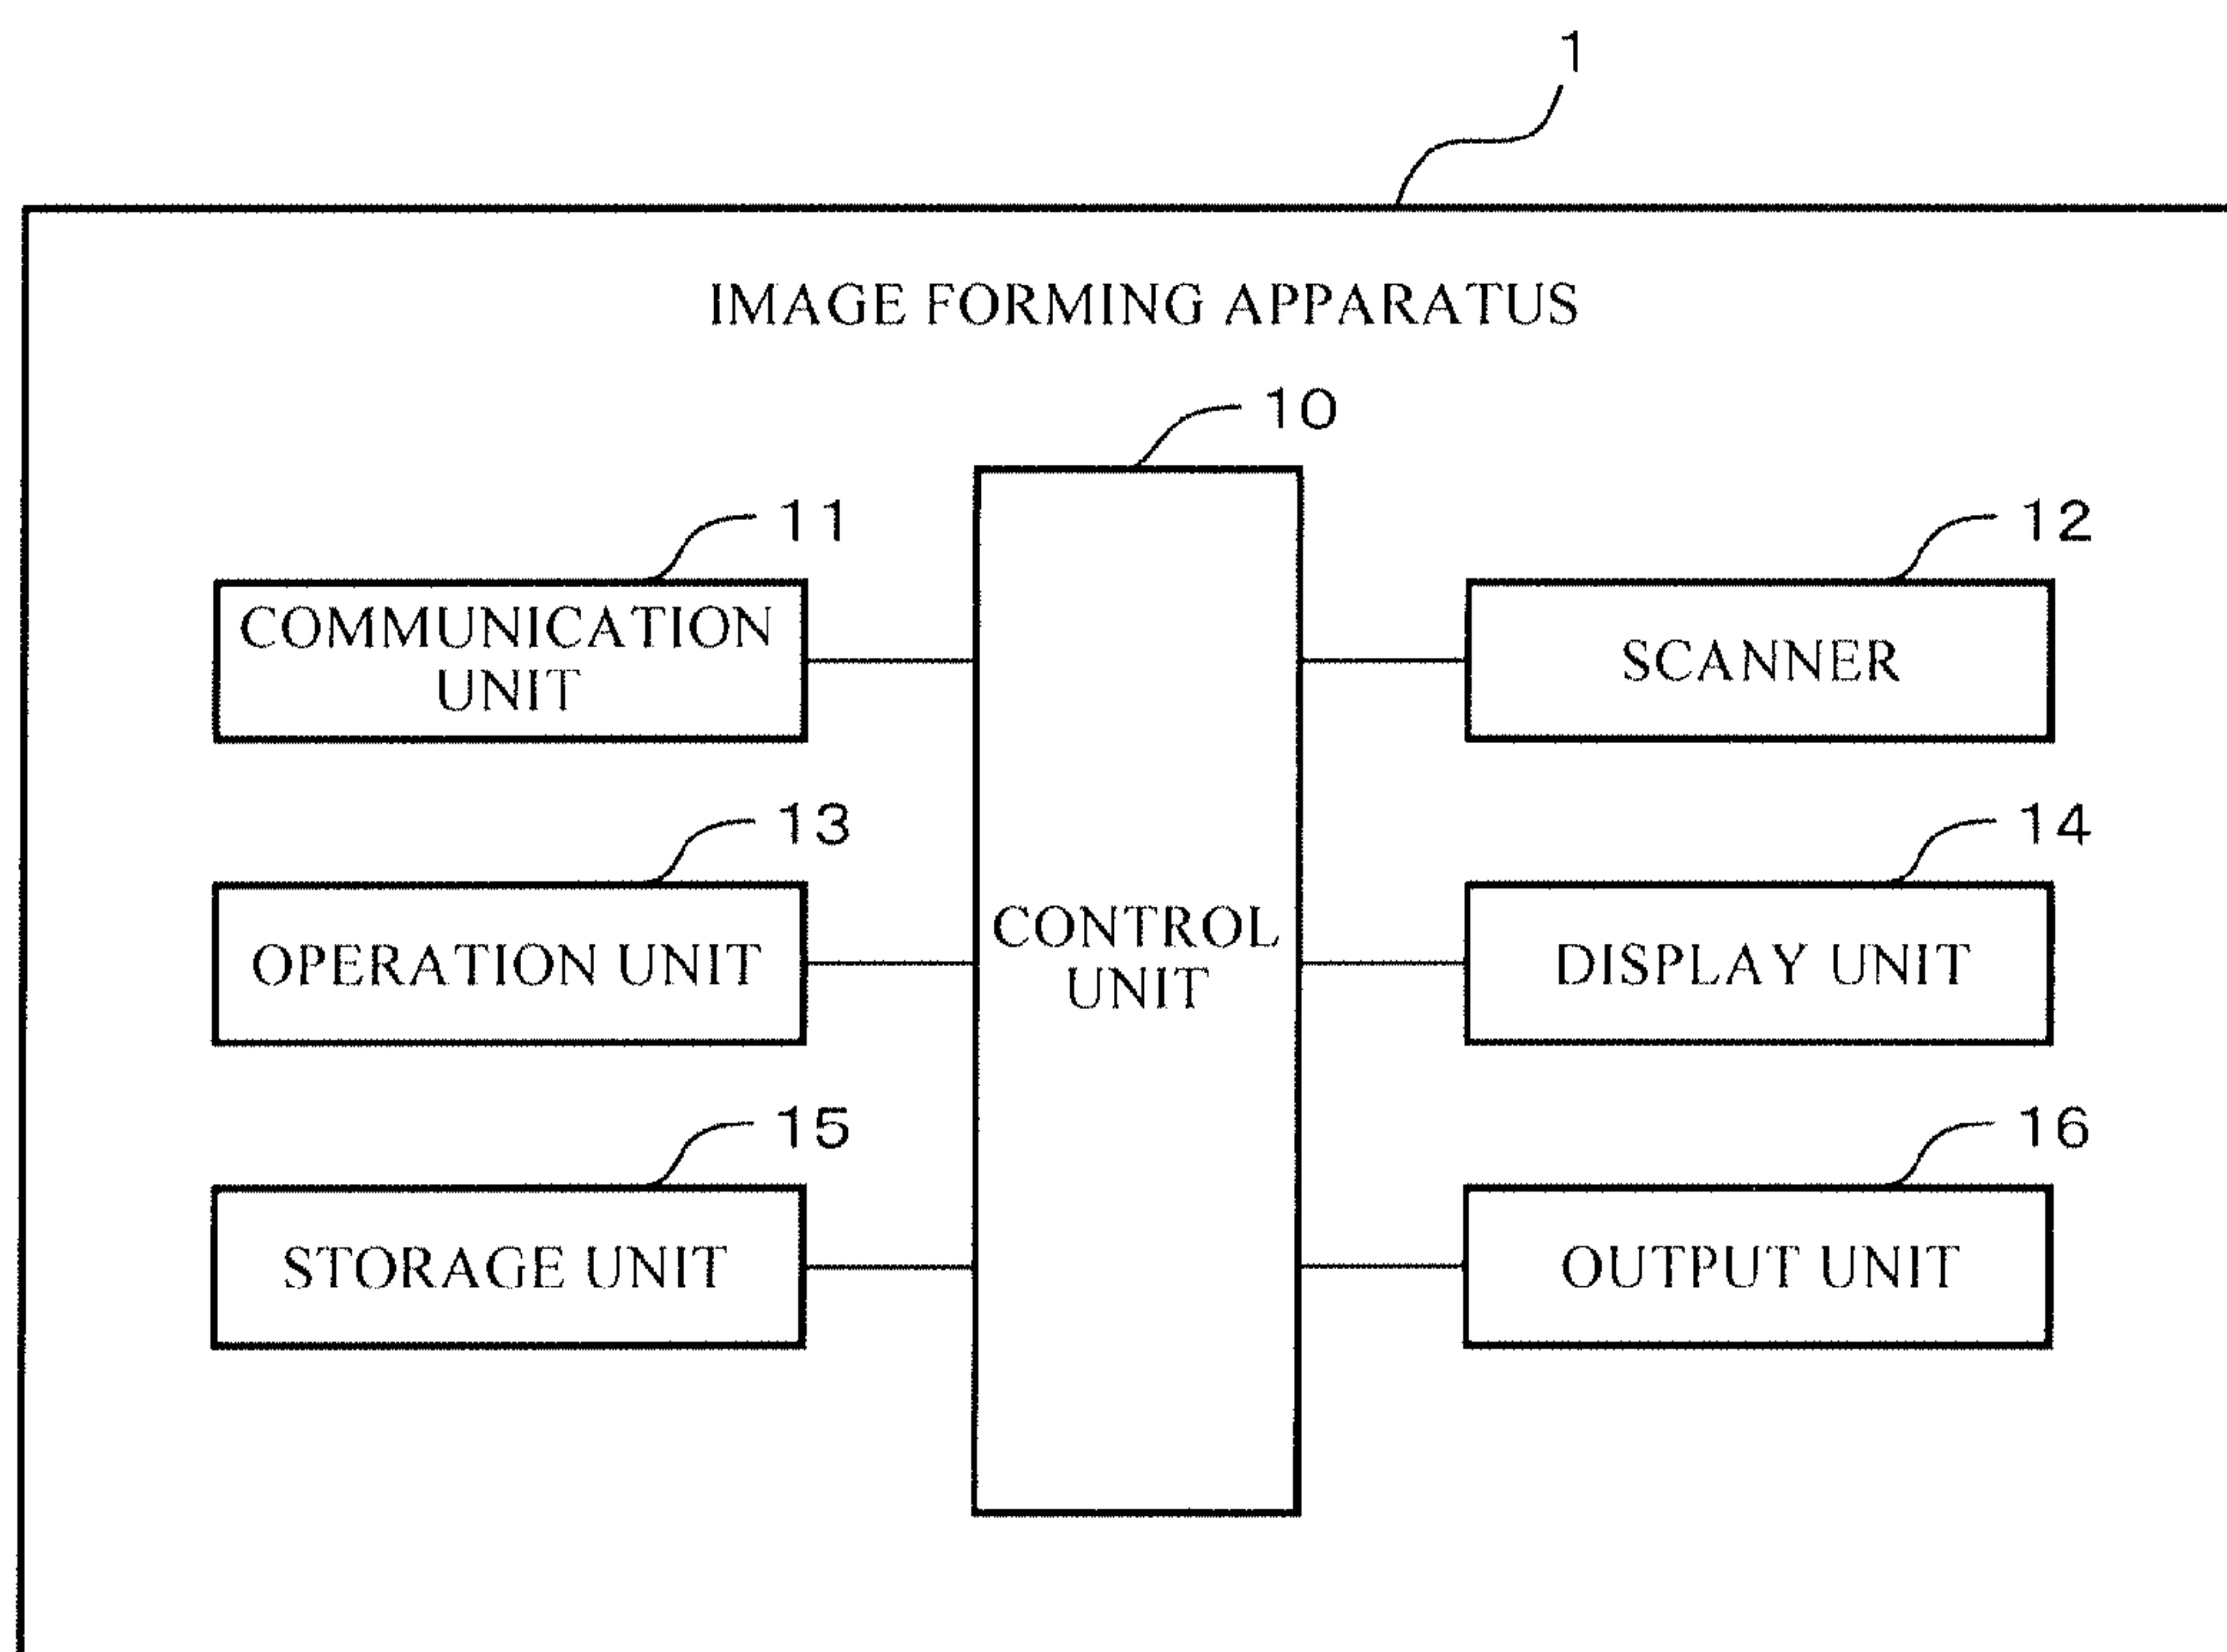 1
IMAGE FORMING APPARATUS
10
11
12
COMMUNICATION
UNIT
SCANNER
13
14
OPERATION UNIT
CONTROL
UNIT
DISPLAY UNIT
15
16
STORAGE UNIT
OUTPUT UNIT